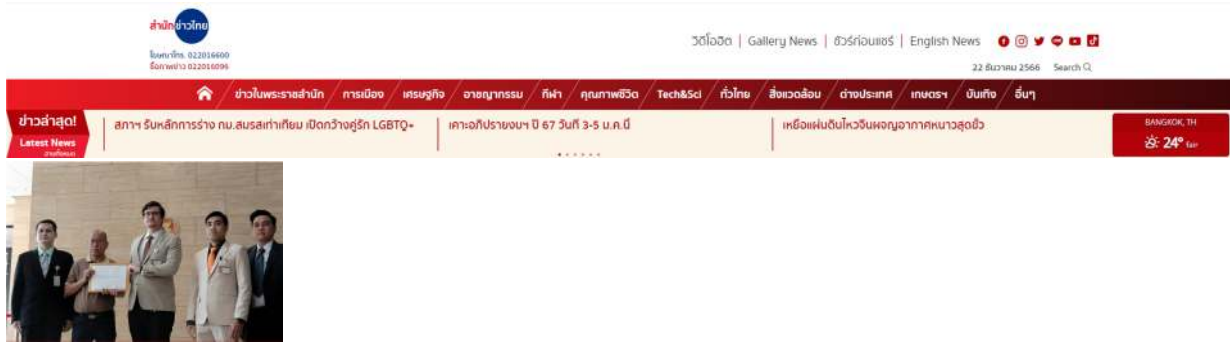 สำนักข่าวไทย
โฆษณาโทร. 022016600
สื่อภาพข่าว 022016096
วิดีโอฮิต | Gallery News | ชัวร์ก่อนแชร์ | English News
22 ธันวาคม 2566 Search
ข่าวในพระราชสำนัก / การเมือง / เศรษฐกิจ / อาชญากรรม / กีฬา / คุณภาพชีวิต / Tech&Sci / ทั่วไทย / สิ่งแวดล้อม / ต่างประเทศ / เกษตรฯ / บันเทิง / อื่นๆ
ข่าวล่าสุด!
Latest News
อ่านทั้งหมด
สภาฯ รับหลักการร่าง กม.สมรสเท่าเทียม เปิดกว้างคู่รัก LGBTQ+
เคาะอภิปรายงบฯ ปี 67 วันที่ 3-5 ม.ค.นี้
เหยื่อแผ่นดินไหวจีนผจญอากาศหนาวสุดขั้ว
BANGKOK, TH
24° fair